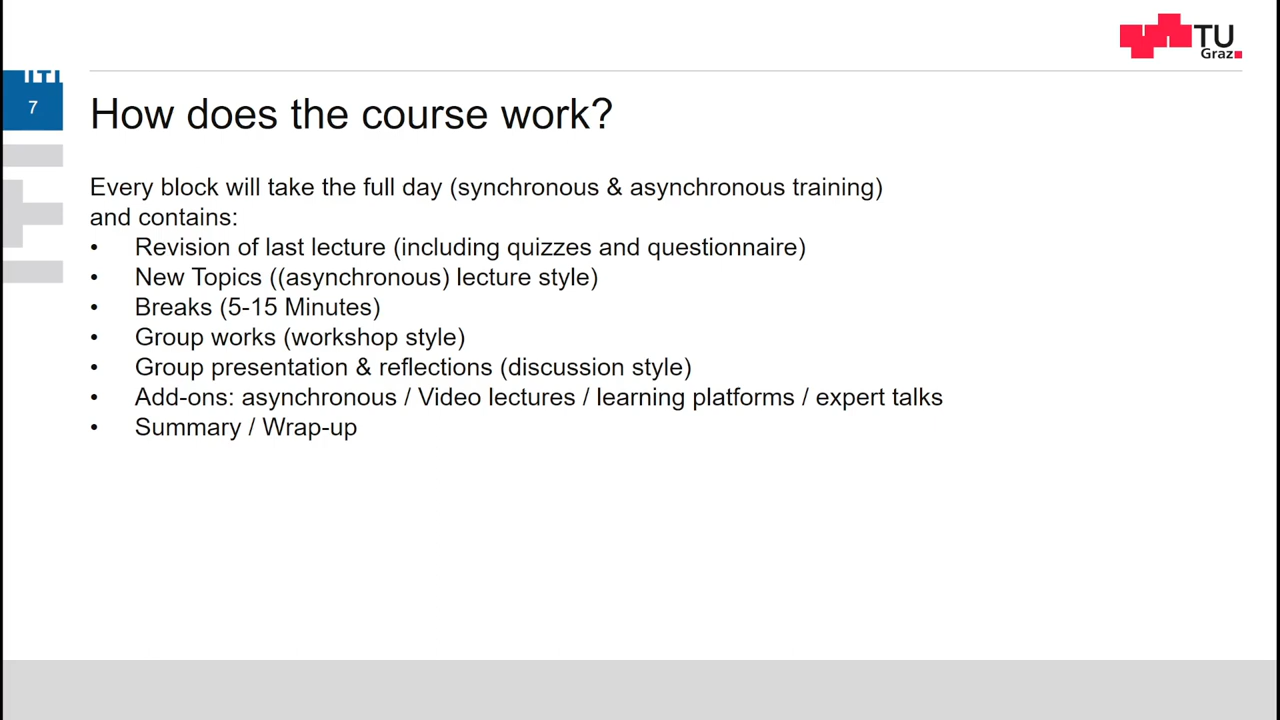 TU
Graz
7
How does the course work?
Every block will take the full day (synchronous & asynchronous training)
and contains:
• Revision of last lecture (including quizzes and questionnaire)
• New Topics ((asynchronous) lecture style)
• Breaks (5-15 Minutes)
• Group works (workshop style)
• Group presentation & reflections (discussion style)
• Add-ons: asynchronous / Video lectures / learning platforms / expert talks
• Summary / Wrap-up